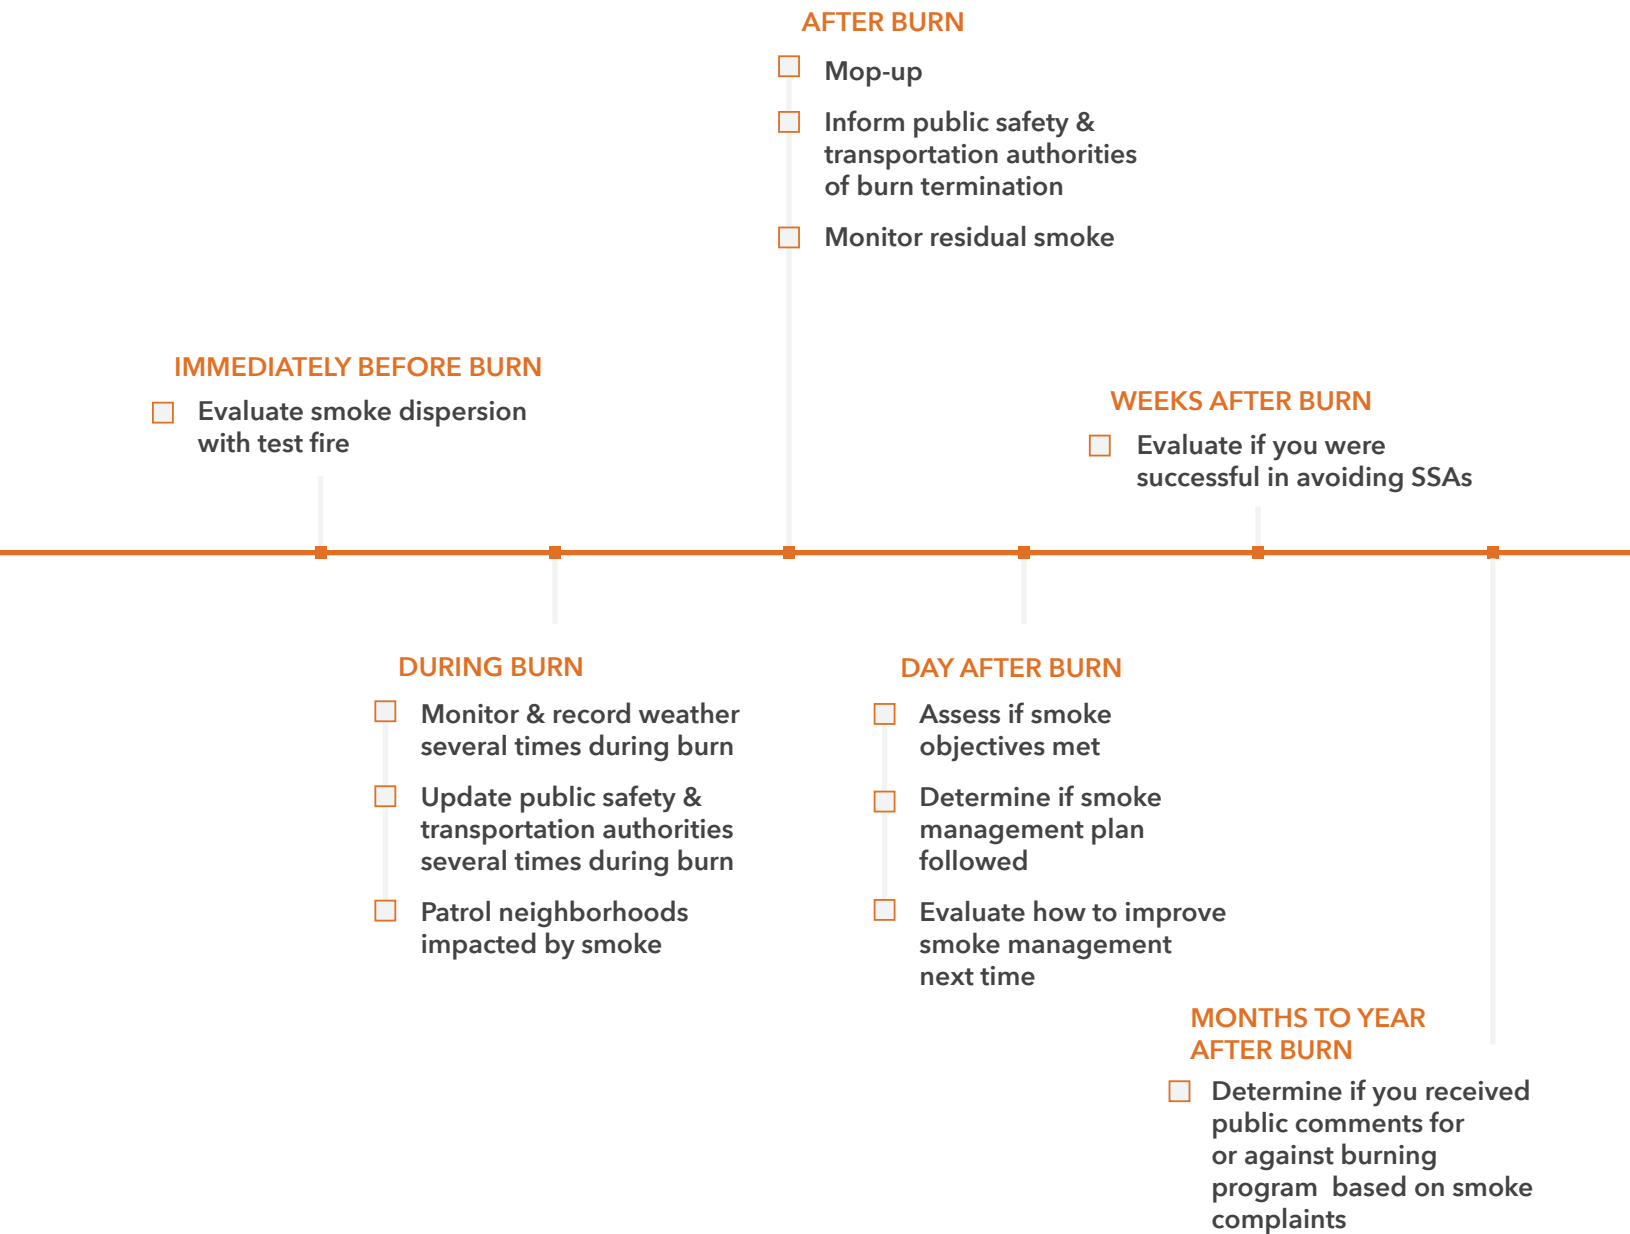 AFTER BURN
Mop-up
Inform public safety &
transportation authorities
of burn termination
Monitor residual smoke
IMMEDIATELY BEFORE BURN
Evaluate smoke dispersion
with test fire
WEEKS AFTER BURN
Evaluate if you were
successful in avoiding SSAs
DURING BURN
Monitor & record weather
several times during burn
Update public safety &
transportation authorities
several times during burn
Patrol neighborhoods
impacted by smoke
DAY AFTER BURN
Assess if smoke
objectives met
Determine if smoke
management plan
followed
Evaluate how to improve
smoke management
next time
MONTHS TO YEAR
AFTER BURN
Determine if you received
public comments for
or against burning
program  based on smoke
complaints